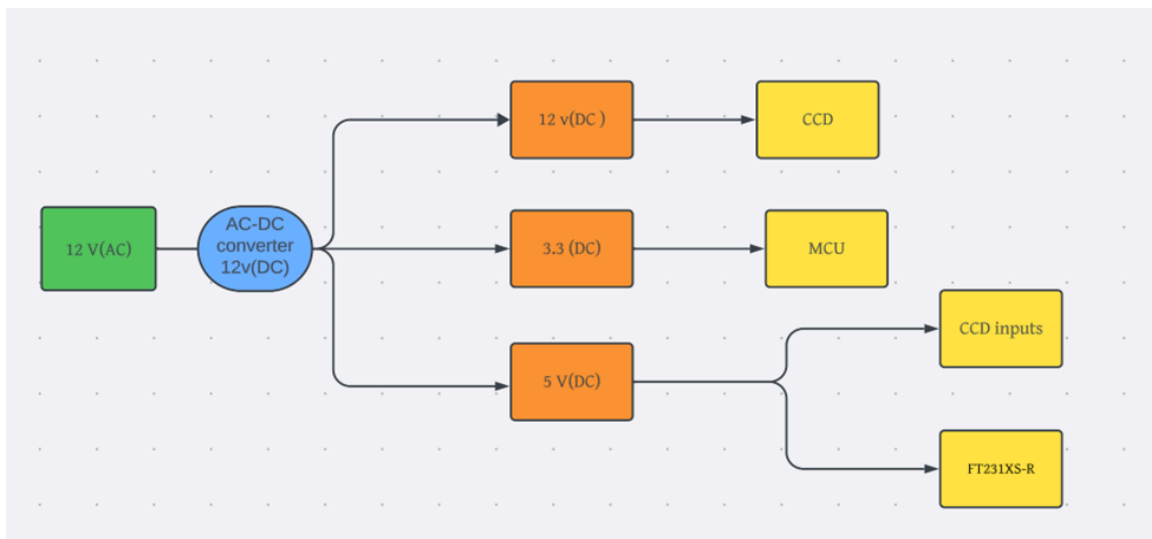 12 V(AC)
AC-DC
converter
12v(DC)
12 v(DC )
CCD
3.3 (DC)
MCU
5 V(DC)
CCD inputs
FT231XS-R